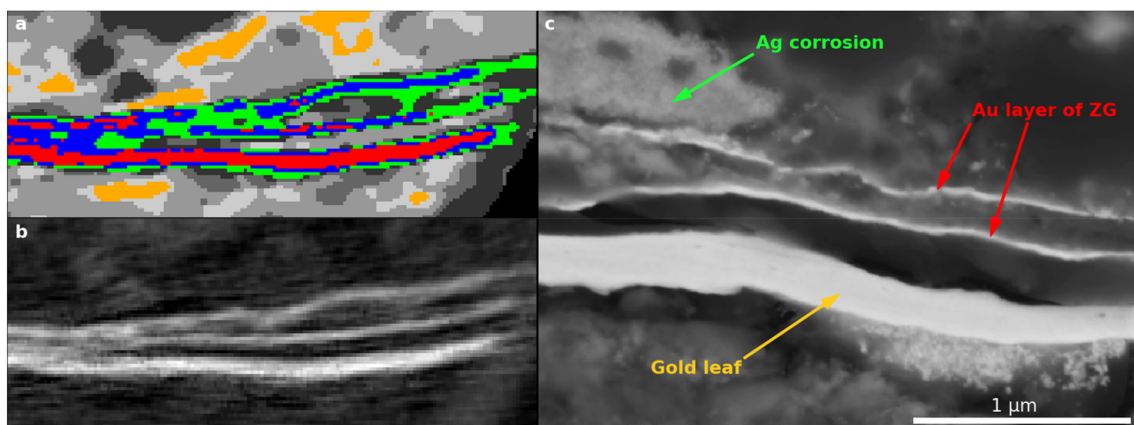 a
b
c
Ag corrosion
Au layer of ZG
Gold leaf
1 μm